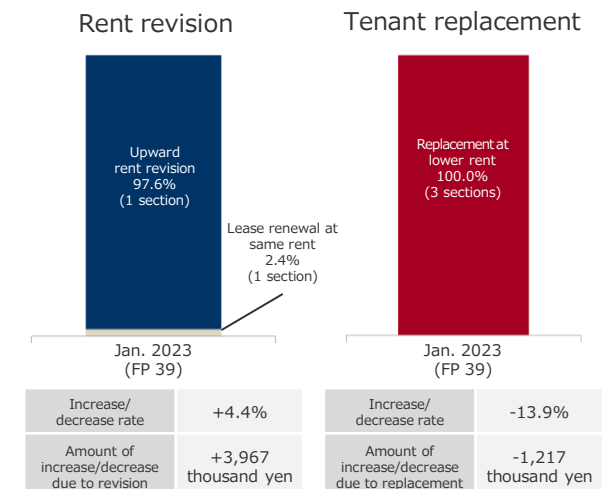 Rent revision
Upward
rent revision
97.6%
(1 section)
Lease renewal at
same rent
2.4%
(1 section)
Jan. 2023
(FP 39)
Increase/
decrease rate
+4.4%
Amount of
increase/decrease
due to revision
+3,967
thousand yen
Tenant replacement
Replacement at
lower rent
100.0%
(3 sections)
Jan. 2023
(FP 39)
Increase/
decrease rate
-13.9%
Amount of
increase/decrease
due to replacement
-1,217
thousand yen